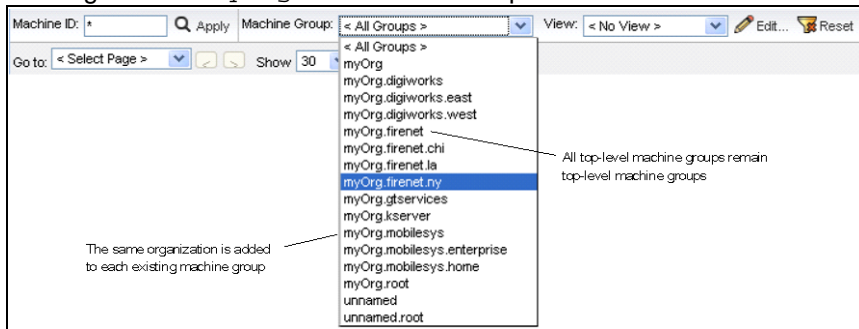 Machine ID: * Apply Machine Group: < All Groups > View: < No View > Edit... Reset
Go to: < Select Page > Show 30
< All Groups >
myOrg
myOrg.digiworks
myOrg.digiworks.east
myOrg.digiworks.west
myOrg.firenet
myOrg.firenet.chi
myOrg.firenet.la
myOrg.firenet.ny
myOrg.gtservices
myOrg.kserver
myOrg.mobilesys
myOrg.mobilesys.enterprise
myOrg.mobilesys.home
myOrg.root
unnamed
unnamed.root
All top-level machine groups remain
top-level machine groups
The same organization is added
to each existing machine group